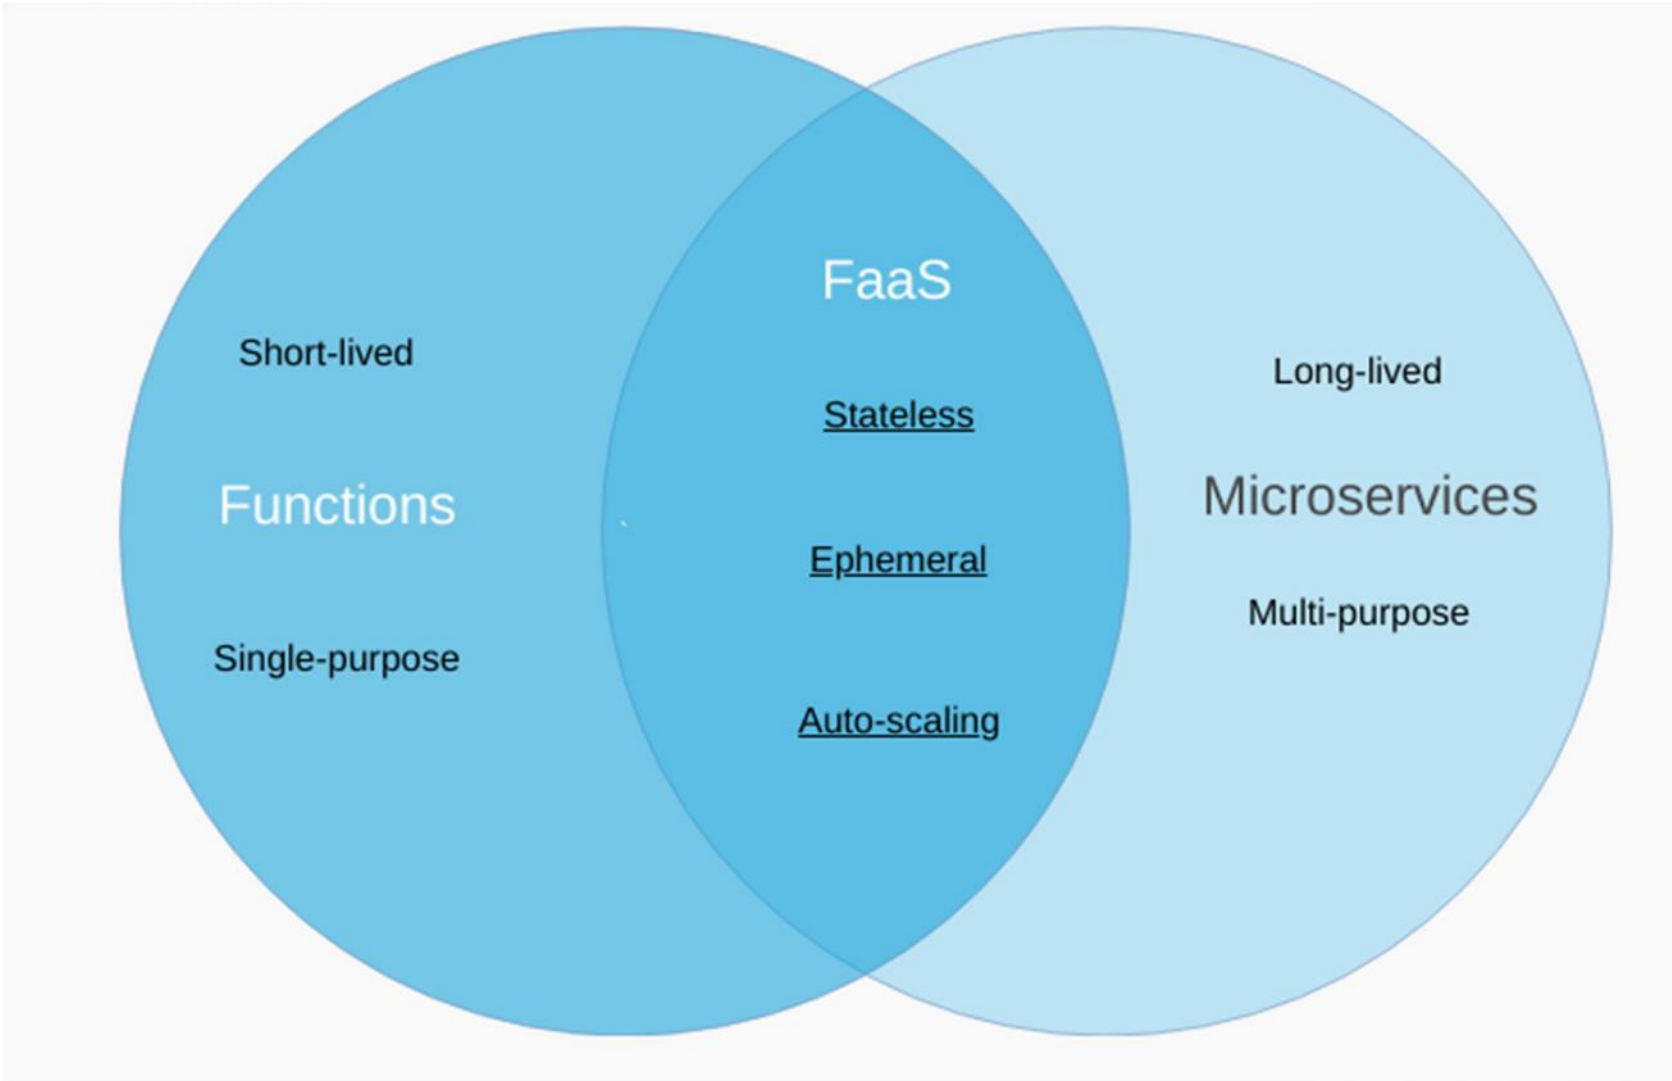 Short-lived
Functions
Single-purpose
FaaS
Stateless
Ephemeral
Auto-scaling
Long-lived
Microservices
Multi-purpose